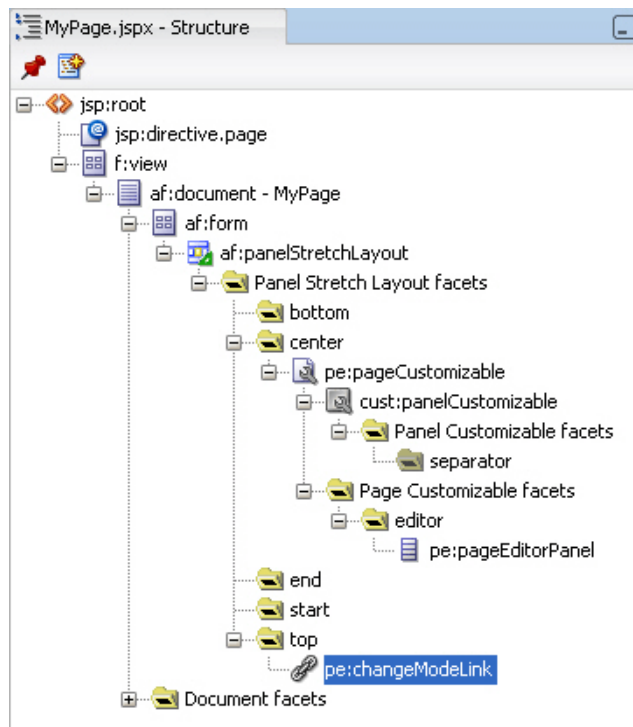 MyPage.jspx - Structure
jsp:root
jsp:directive.page
f:view
af:document - MyPage
af:form
af:panelStretchLayout
Panel Stretch Layout facets
bottom
center
pe:pageCustomizable
cust:panelCustomizable
Panel Customizable facets
separator
Page Customizable facets
editor
pe:pageEditorPanel
end
start
top
pe:changeModeLink
Document facets